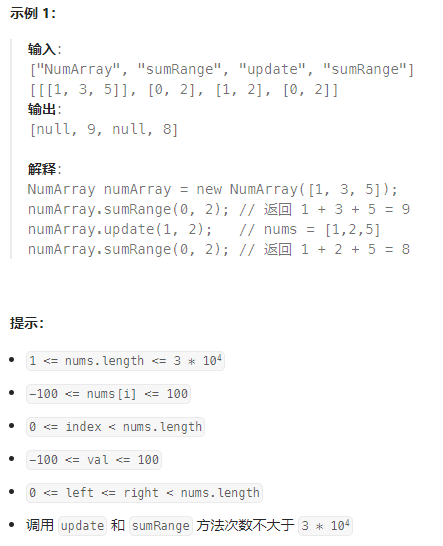 示例 1：
输入：
["NumArray", "sumRange", "update", "sumRange"]
[[[1, 3, 5]], [0, 2], [1, 2], [0, 2]]
输出：
[null, 9, null, 8]
解释：
NumArray numArray = new NumArray([1, 3, 5]);
numArray.sumRange(0, 2); // 返回 1 + 3 + 5 = 9
numArray.update(1, 2);   // nums = [1,2,5]
numArray.sumRange(0, 2); // 返回 1 + 2 + 5 = 8
提示：
• 1 <= nums.length <= 3 * 10⁴
• -100 <= nums[i] <= 100
• 0 <= index < nums.length
• -100 <= val <= 100
• 0 <= left <= right < nums.length
• 调用 update 和 sumRange 方法次数不大于 3 * 10⁴